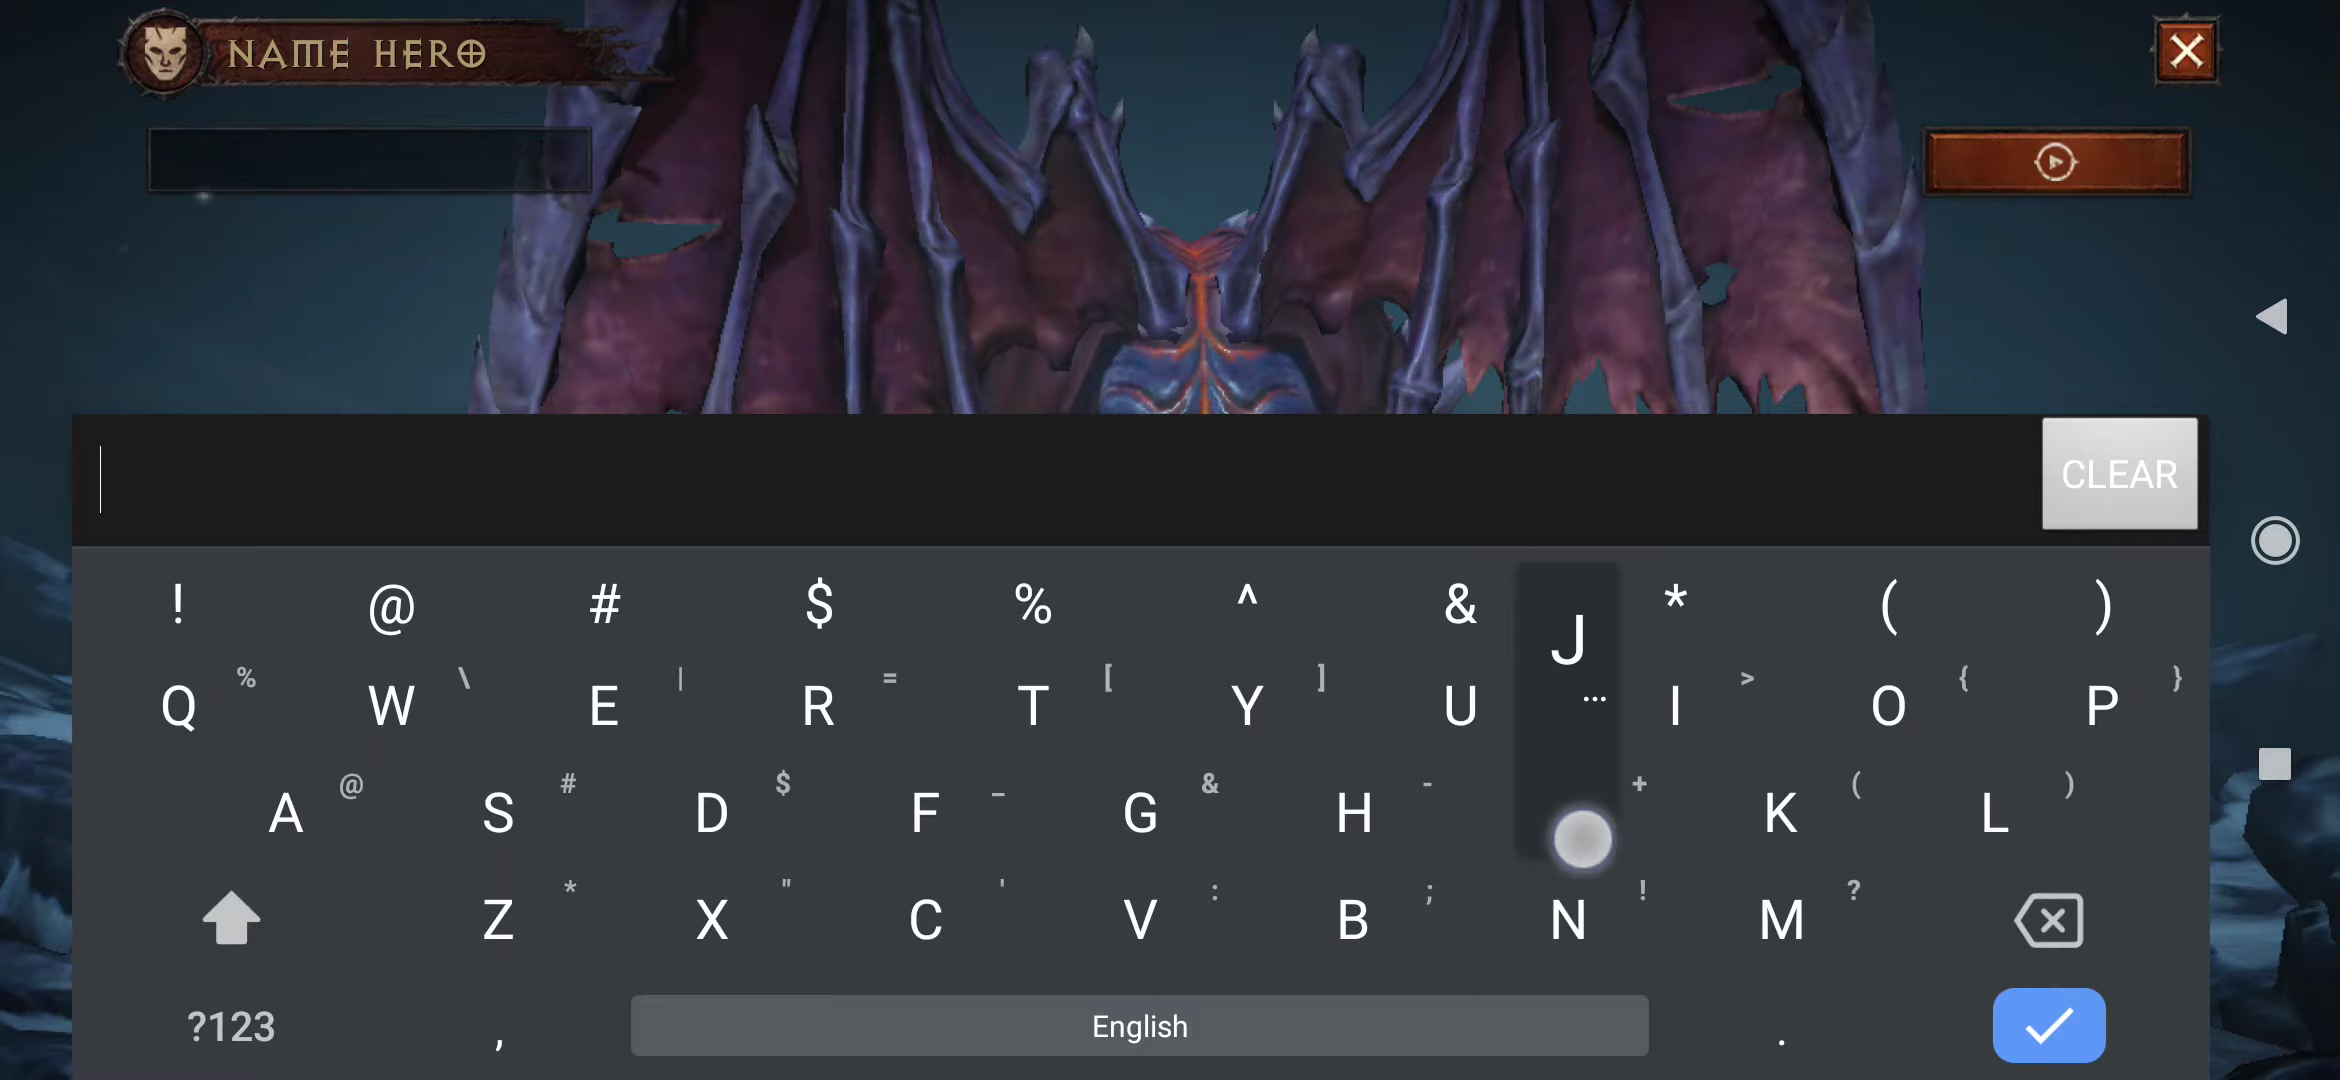 NAME HERO
CLEAR
! @ # $ % ^ & * ( )
J
...
Q % W \ E | R = T [ Y ] U I > O { P }
A @ S # D $ F _ G & H - + K ( L )
Z * X " C ' V : B ; N ! M ?
?123 , English .